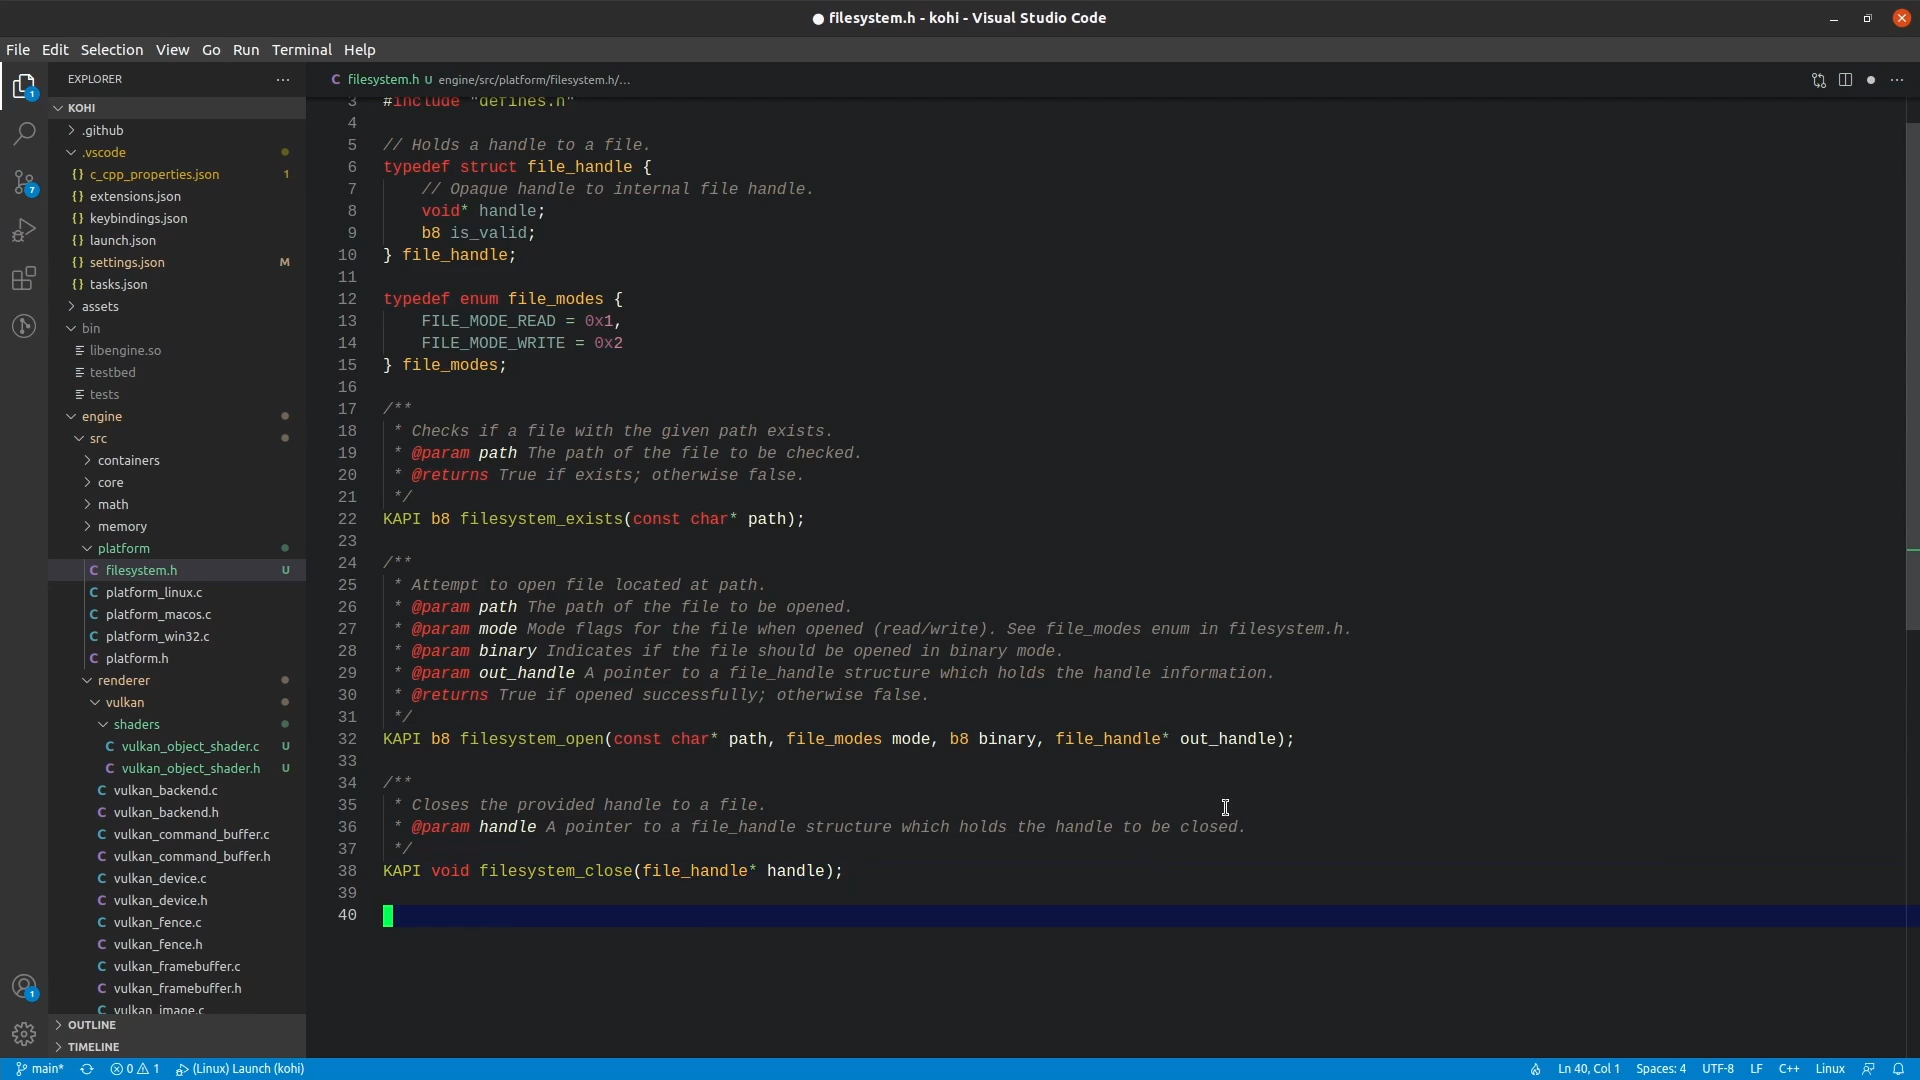 filesystem.h - kohi - Visual Studio Code
File Edit Selection View Go Run Terminal Help
EXPLORER
KOHI
.github
.vscode
{} c_cpp_properties.json 1
{} extensions.json
{} keybindings.json
{} launch.json
{} settings.json M
{} tasks.json
assets
bin
libengine.so
testbed
tests
engine
src
containers
core
math
memory
platform
C filesystem.h U
C platform_linux.c
C platform_macos.c
C platform_win32.c
C platform.h
renderer
vulkan
shaders
C vulkan_object_shader.c U
C vulkan_object_shader.h U
C vulkan_backend.c
C vulkan_backend.h
C vulkan_command_buffer.c
C vulkan_command_buffer.h
C vulkan_device.c
C vulkan_device.h
C vulkan_fence.c
C vulkan_fence.h
C vulkan_framebuffer.c
C vulkan_framebuffer.h
C vulkan_image.c
OUTLINE
TIMELINE
1
7
1
C filesystem.h U engine/src/platform/filesystem.h/...
3 #include "defines.h"
4
5 // Holds a handle to a file.
6 typedef struct file_handle {
7 // Opaque handle to internal file handle.
8 void* handle;
9 b8 is_valid;
10 } file_handle;
11
12 typedef enum file_modes {
13 FILE_MODE_READ = 0x1,
14 FILE_MODE_WRITE = 0x2
15 } file_modes;
16
17 /**
18 * Checks if a file with the given path exists.
19 * @param path The path of the file to be checked.
20 * @returns True if exists; otherwise false.
21 */
22 KAPI b8 filesystem_exists(const char* path);
23
24 /**
25 * Attempt to open file located at path.
26 * @param path The path of the file to be opened.
27 * @param mode Mode flags for the file when opened (read/write). See file_modes enum in filesystem.h.
28 * @param binary Indicates if the file should be opened in binary mode.
29 * @param out_handle A pointer to a file_handle structure which holds the handle information.
30 * @returns True if opened successfully; otherwise false.
31 */
32 KAPI b8 filesystem_open(const char* path, file_modes mode, b8 binary, file_handle* out_handle);
33
34 /**
35 * Closes the provided handle to a file.
36 * @param handle A pointer to a file_handle structure which holds the handle to be closed.
37 */
38 KAPI void filesystem_close(file_handle* handle);
39
40
main* 0 1 (Linux) Launch (kohi) Ln 40, Col 1 Spaces: 4 UTF-8 LF C++ Linux